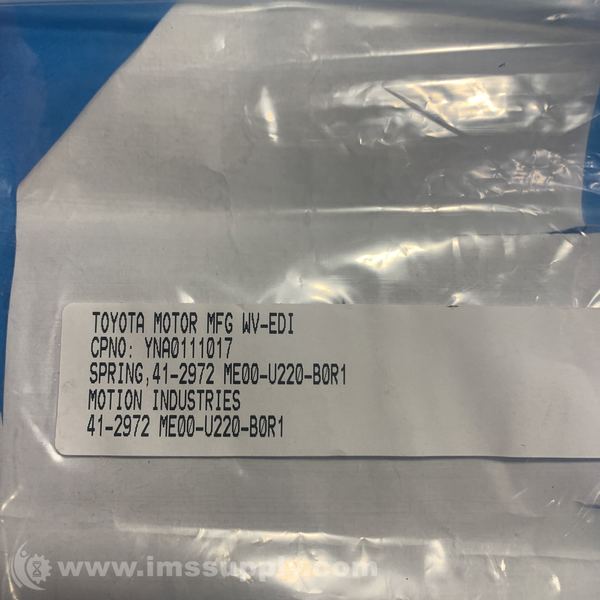 TOYOTA MOTOR MFG WV-EDI
CPNO: YNA0111017
SPRING,41-2972 ME00-U220-B0R1
MOTION INDUSTRIES
41-2972 ME00-U220-B0R1
www.imssupply.com